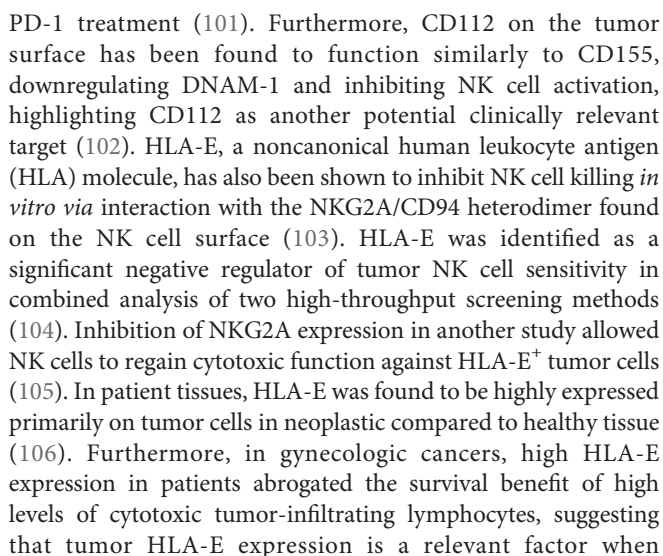 PD-1 treatment (101). Furthermore, CD112 on the tumor
surface has been found to function similarly to CD155,
downregulating DNAM-1 and inhibiting NK cell activation,
highlighting CD112 as another potential clinically relevant
target (102). HLA-E, a noncanonical human leukocyte antigen
(HLA) molecule, has also been shown to inhibit NK cell killing in
vitro via interaction with the NKG2A/CD94 heterodimer found
on the NK cell surface (103). HLA-E was identified as a
significant negative regulator of tumor NK cell sensitivity in
combined analysis of two high-throughput screening methods
(104). Inhibition of NKG2A expression in another study allowed
NK cells to regain cytotoxic function against HLA-E⁺ tumor cells
(105). In patient tissues, HLA-E was found to be highly expressed
primarily on tumor cells in neoplastic compared to healthy tissue
(106). Furthermore, in gynecologic cancers, high HLA-E
expression in patients abrogated the survival benefit of high
levels of cytotoxic tumor-infiltrating lymphocytes, suggesting
that tumor HLA-E expression is a relevant factor when